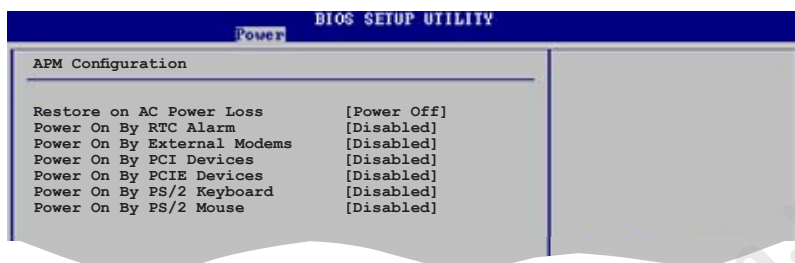 BIOS SETUP UTILITY
Power
APM Configuration
Restore on AC Power Loss [Power Off]
Power On By RTC Alarm [Disabled]
Power On By External Modems [Disabled]
Power On By PCI Devices [Disabled]
Power On By PCIE Devices [Disabled]
Power On By PS/2 Keyboard [Disabled]
Power On By PS/2 Mouse [Disabled]